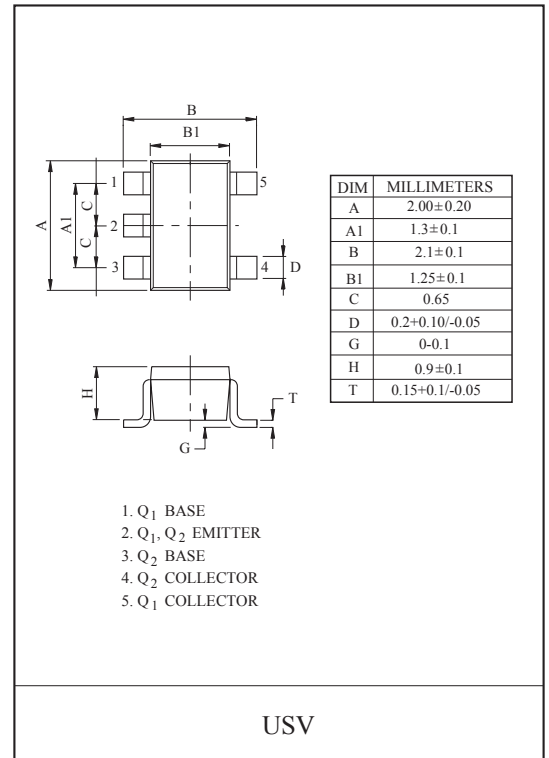 B
B1
1
5
C
A
A1
2
C
3
4
D
DIM MILLIMETERS
A 2.00±0.20
A1 1.3±0.1
B 2.1±0.1
B1 1.25±0.1
C 0.65
D 0.2+0.10/-0.05
G 0-0.1
H 0.9±0.1
T 0.15+0.1/-0.05
H
T
G
1. Q1 BASE
2. Q1, Q2 EMITTER
3. Q2 BASE
4. Q2 COLLECTOR
5. Q1 COLLECTOR
USV